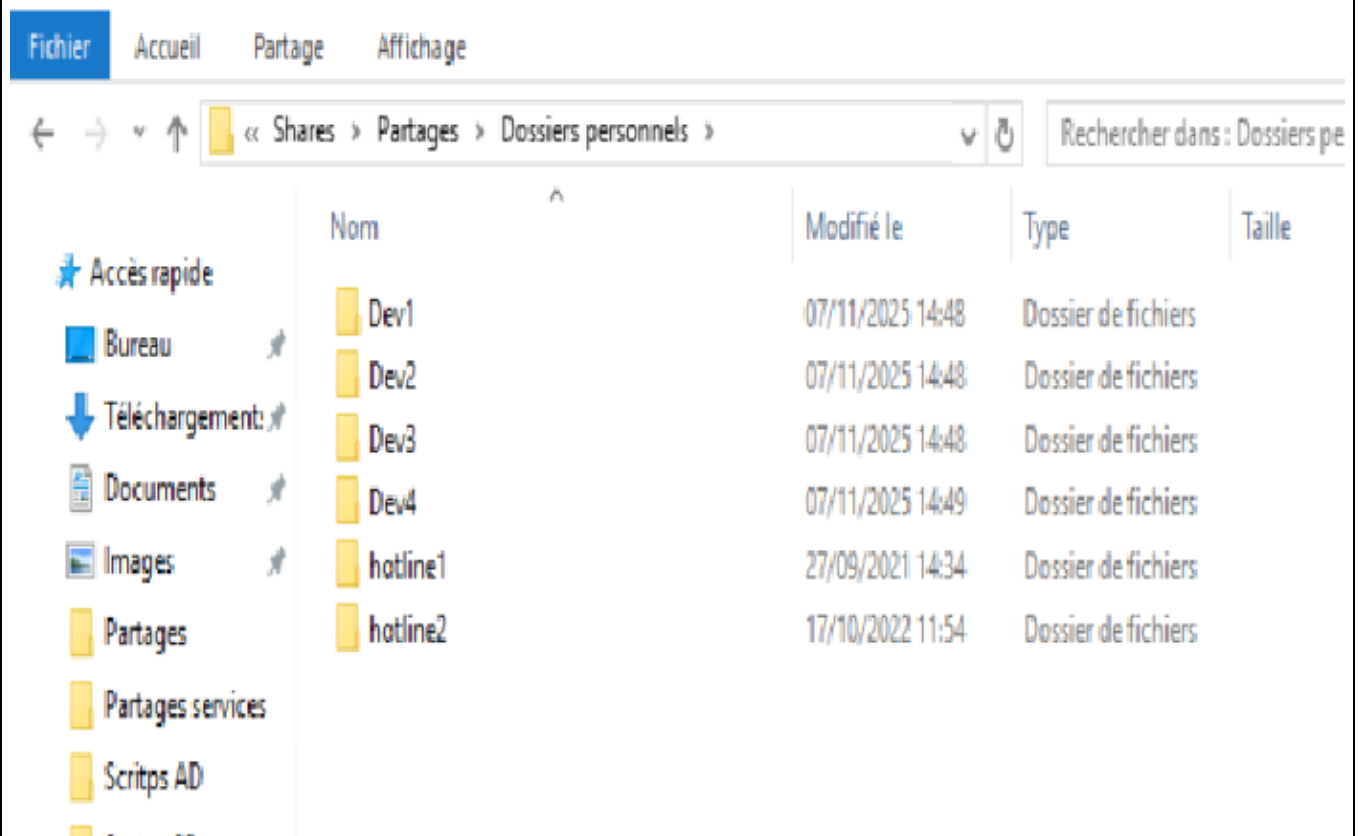 Fichier Accueil Partage Affichage
« Shares > Partages > Dossiers personnels > Rechercher dans : Dossiers pe
Nom Modifié le Type Taille
Accès rapide
Bureau
Téléchargements
Documents
Images
Partages
Partages services
Scritps AD
Dev1 07/11/2025 14:48 Dossier de fichiers
Dev2 07/11/2025 14:48 Dossier de fichiers
Dev3 07/11/2025 14:48 Dossier de fichiers
Dev4 07/11/2025 14:49 Dossier de fichiers
hotline1 27/09/2021 14:34 Dossier de fichiers
hotline2 17/10/2022 11:54 Dossier de fichiers